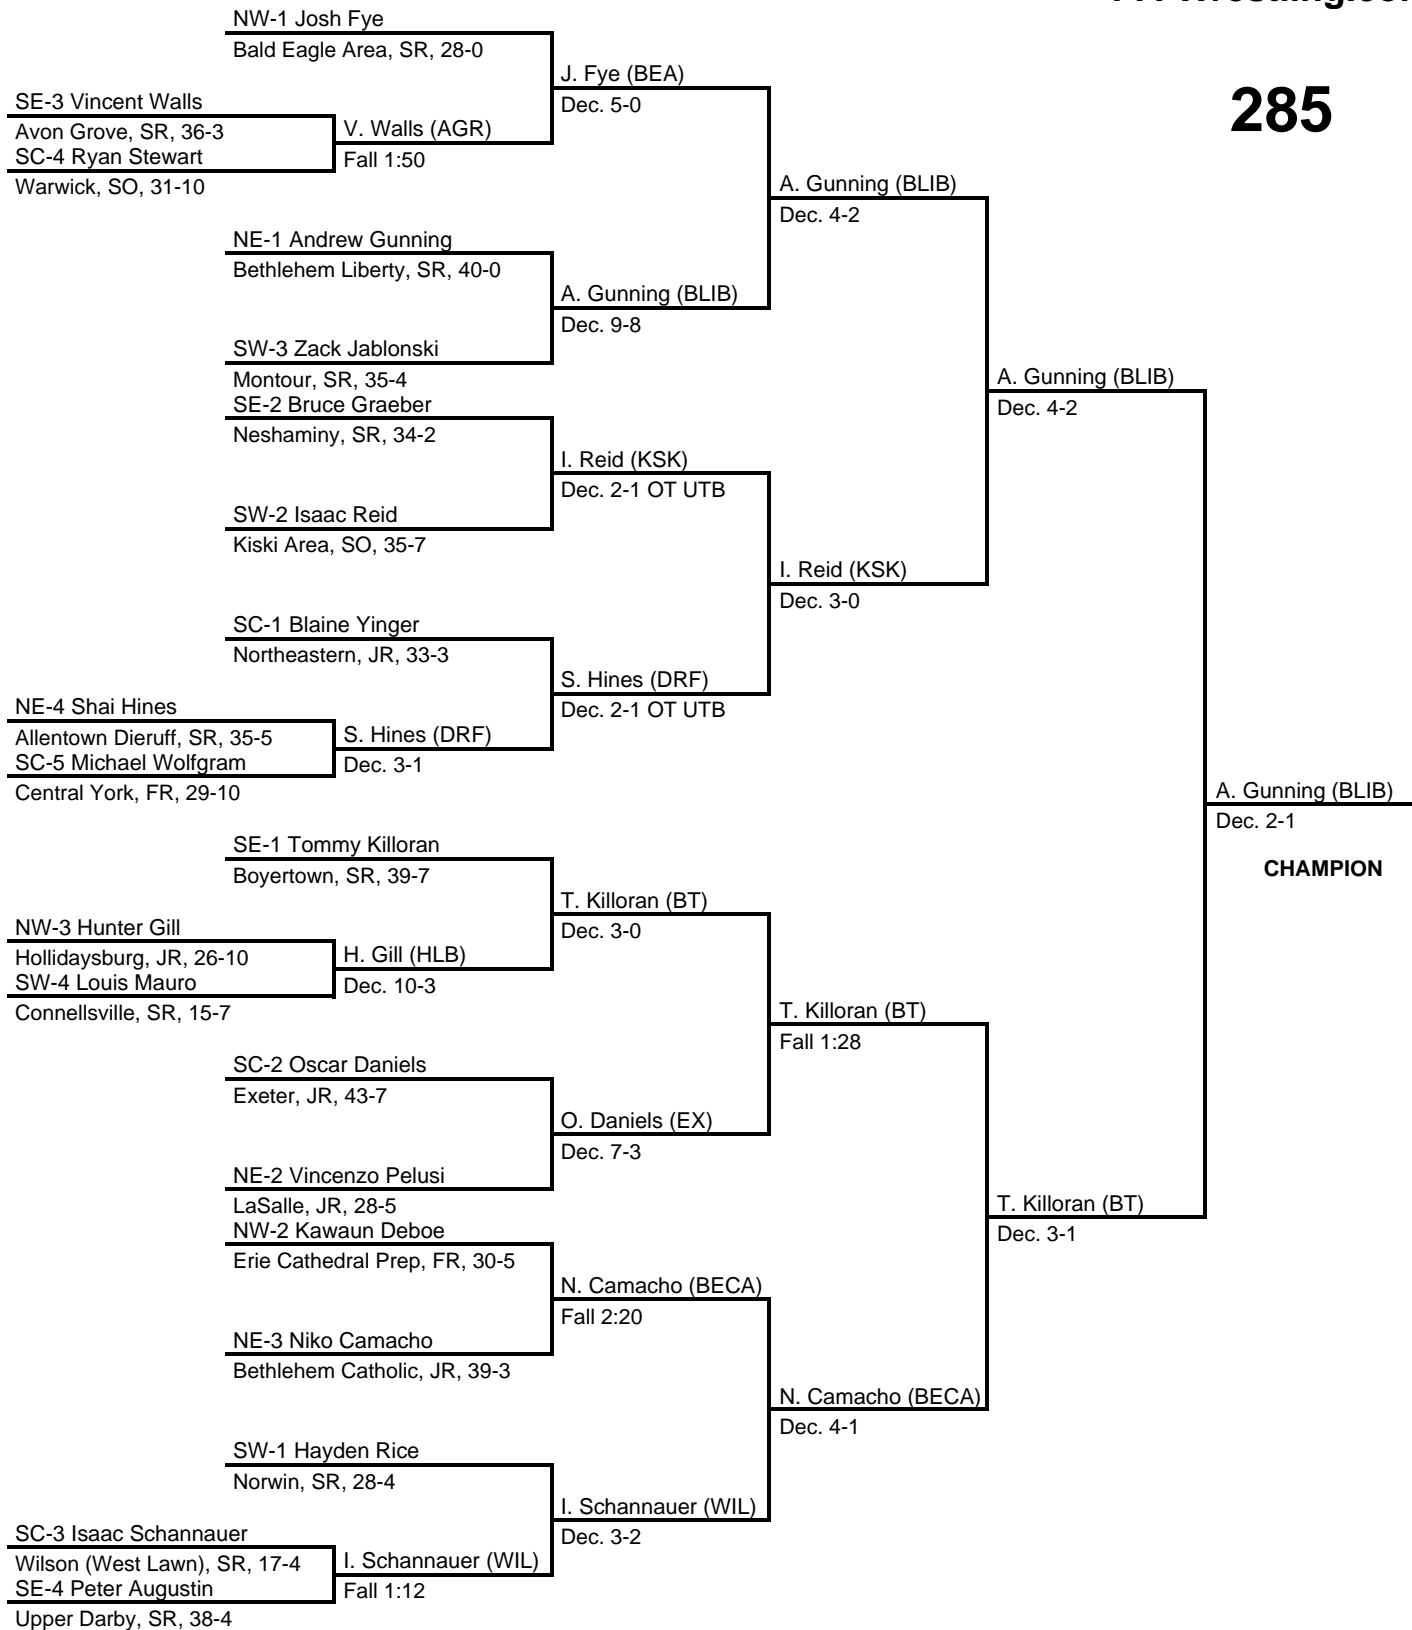 NW-1 Josh Fye
Bald Eagle Area, SR, 28-0
J. Fye (BEA)
Dec. 5-0
285
SE-3 Vincent Walls
Avon Grove, SR, 36-3
V. Walls (AGR)
SC-4 Ryan Stewart
Fall 1:50
Warwick, SO, 31-10
A. Gunning (BLIB)
Dec. 4-2
NE-1 Andrew Gunning
Bethlehem Liberty, SR, 40-0
A. Gunning (BLIB)
Dec. 9-8
SW-3 Zack Jablonski
Montour, SR, 35-4
A. Gunning (BLIB)
SE-2 Bruce Graeber
Dec. 4-2
Neshaminy, SR, 34-2
I. Reid (KSK)
Dec. 2-1 OT UTB
SW-2 Isaac Reid
Kiski Area, SO, 35-7
I. Reid (KSK)
Dec. 3-0
SC-1 Blaine Yinger
Northeastern, JR, 33-3
S. Hines (DRF)
Dec. 2-1 OT UTB
NE-4 Shai Hines
Allentown Dieruff, SR, 35-5
S. Hines (DRF)
SC-5 Michael Wolfgram
Dec. 3-1
Central York, FR, 29-10
A. Gunning (BLIB)
Dec. 2-1
CHAMPION
SE-1 Tommy Killoran
Boyertown, SR, 39-7
T. Killoran (BT)
Dec. 3-0
NW-3 Hunter Gill
Hollidaysburg, JR, 26-10
H. Gill (HLB)
SW-4 Louis Mauro
Dec. 10-3
Connellsville, SR, 15-7
T. Killoran (BT)
Fall 1:28
SC-2 Oscar Daniels
Exeter, JR, 43-7
O. Daniels (EX)
Dec. 7-3
NE-2 Vincenzo Pelusi
LaSalle, JR, 28-5
T. Killoran (BT)
NW-2 Kawaun Deboe
Dec. 3-1
Erie Cathedral Prep, FR, 30-5
N. Camacho (BECA)
Fall 2:20
NE-3 Niko Camacho
Bethlehem Catholic, JR, 39-3
N. Camacho (BECA)
Dec. 4-1
SW-1 Hayden Rice
Norwin, SR, 28-4
I. Schannauer (WIL)
Dec. 3-2
SC-3 Isaac Schannauer
Wilson (West Lawn), SR, 17-4
I. Schannauer (WIL)
SE-4 Peter Augustin
Fall 1:12
Upper Darby, SR, 38-4